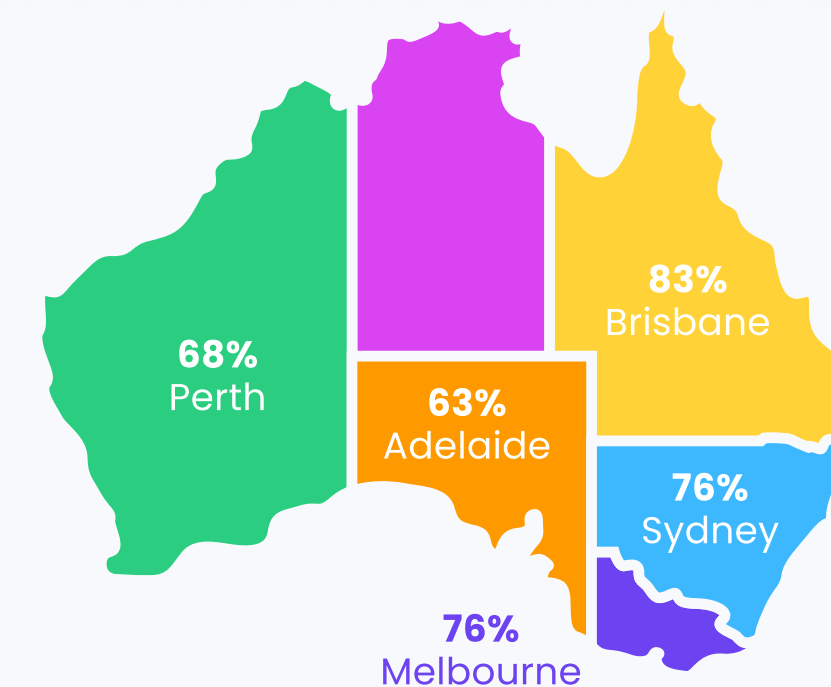 83%
Brisbane
68%
Perth
63%
Adelaide
76%
Sydney
76%
Melbourne